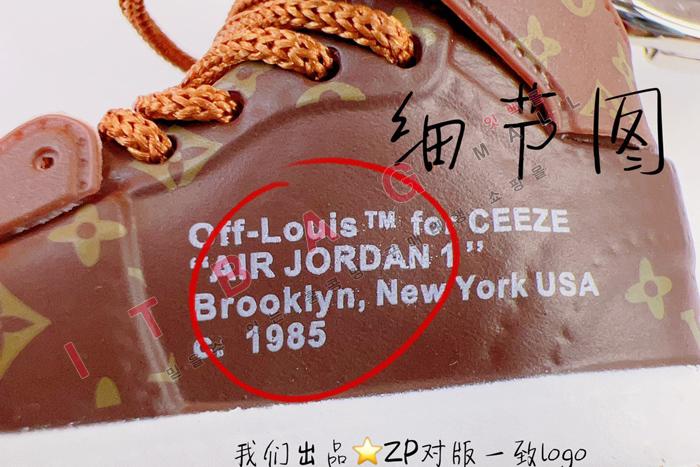 细节图
Off-Louis™ for CEEZE
“AIR JORDAN 1”
Brooklyn, New York USA
c. 1985
I T B A G M A L L
我们出品⭐ZP对版一致logo